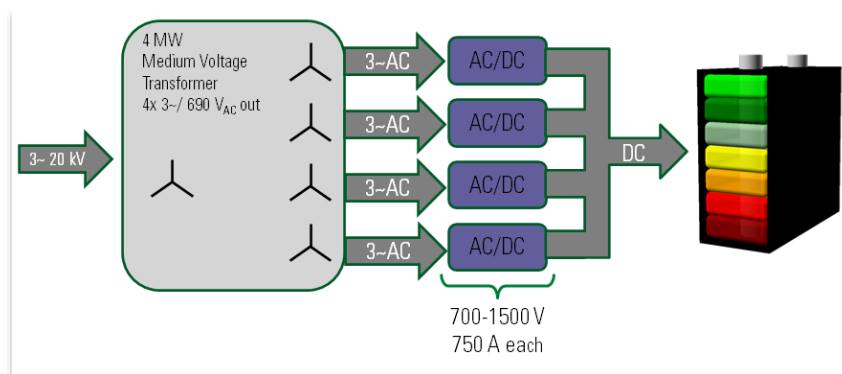 4 MW
Medium Voltage
Transformer
4x 3~/ 690 VAC out
3~ 20 kV
3~AC
AC/DC
3~AC
AC/DC
3~AC
AC/DC
3~AC
AC/DC
DC
700-1500 V
750 A each